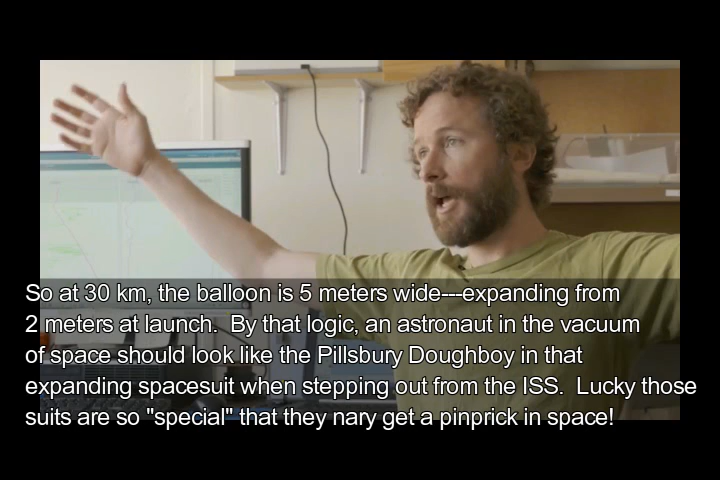 So at 30 km, the balloon is 5 meters wide---expanding from
2 meters at launch.  By that logic, an astronaut in the vacuum
of space should look like the Pillsbury Doughboy in that
expanding spacesuit when stepping out from the ISS.  Lucky those
suits are so "special" that they nary get a pinprick in space!